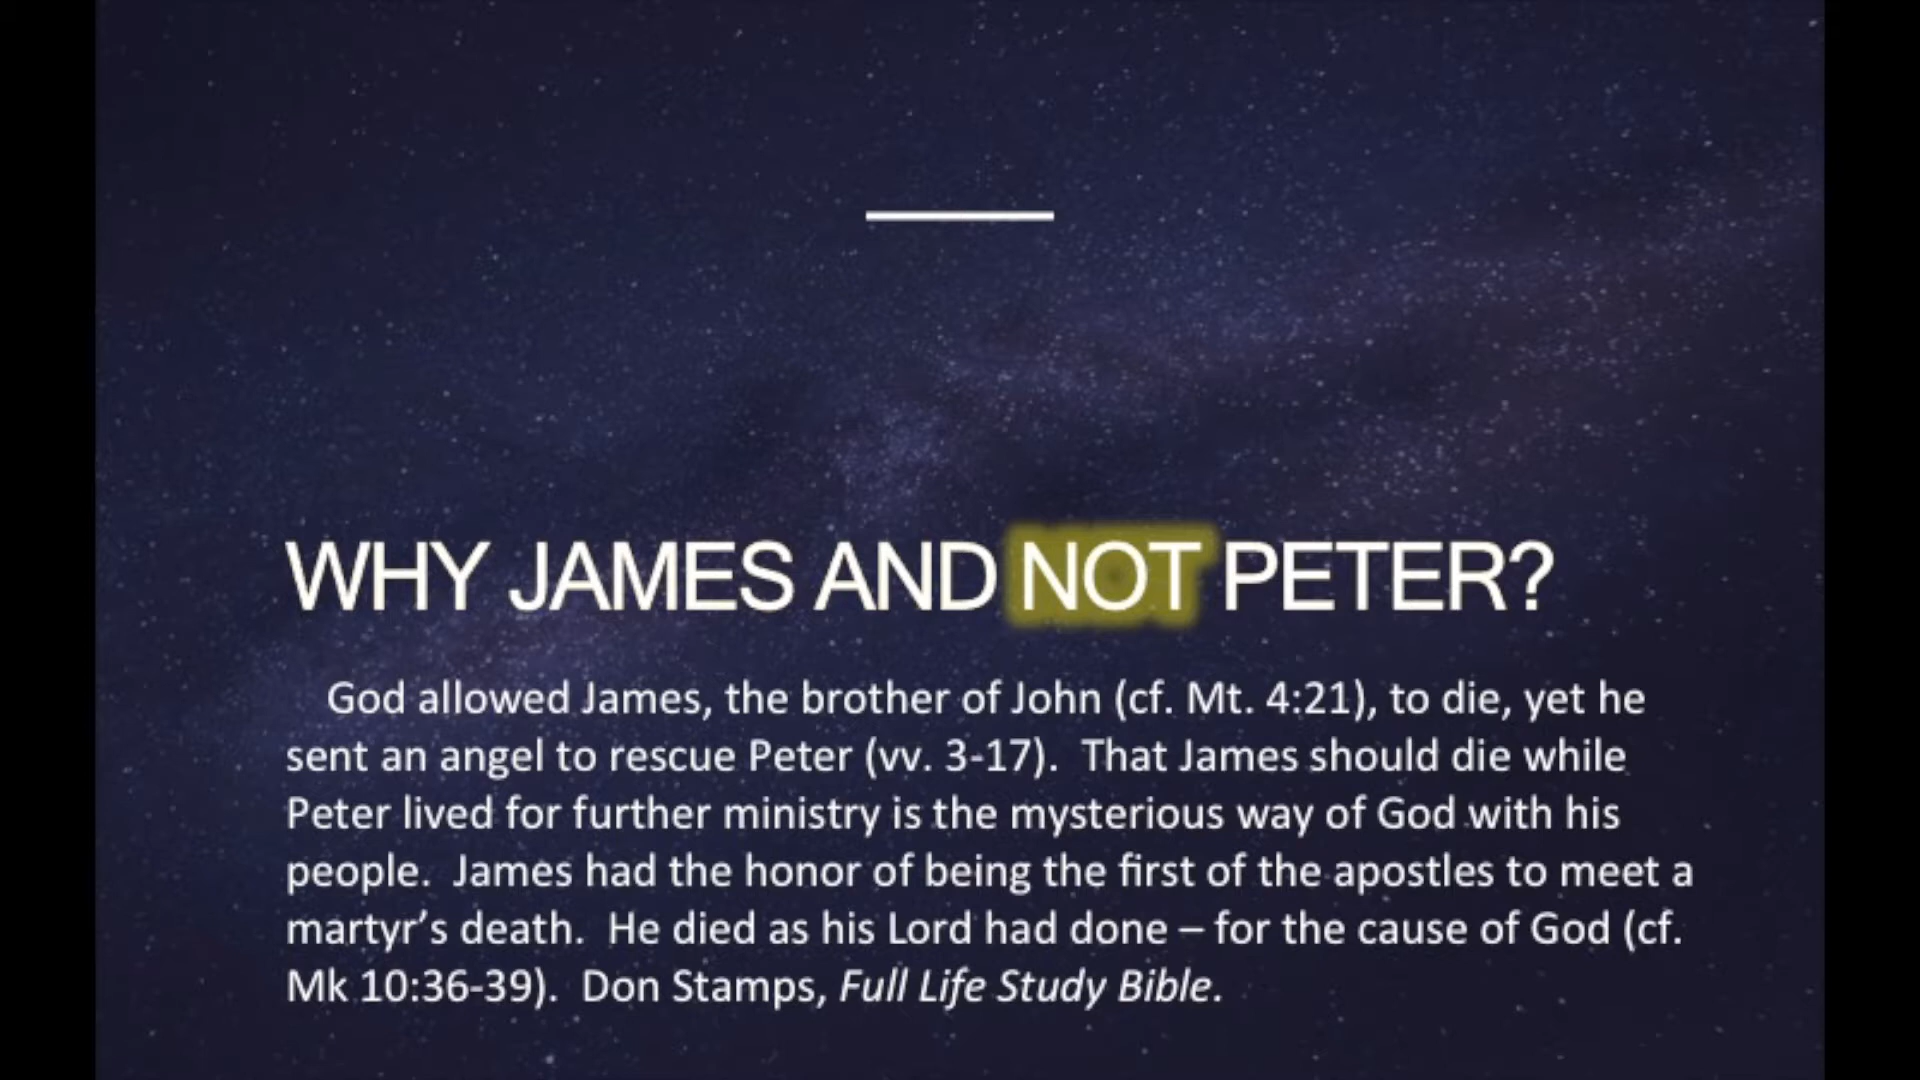 WHY JAMES AND NOT PETER?
God allowed James, the brother of John (cf. Mt. 4:21), to die, yet he
sent an angel to rescue Peter (vv. 3-17).  That James should die while
Peter lived for further ministry is the mysterious way of God with his
people.  James had the honor of being the first of the apostles to meet a
martyr’s death.  He died as his Lord had done – for the cause of God (cf.
Mk 10:36-39).  Don Stamps, Full Life Study Bible.